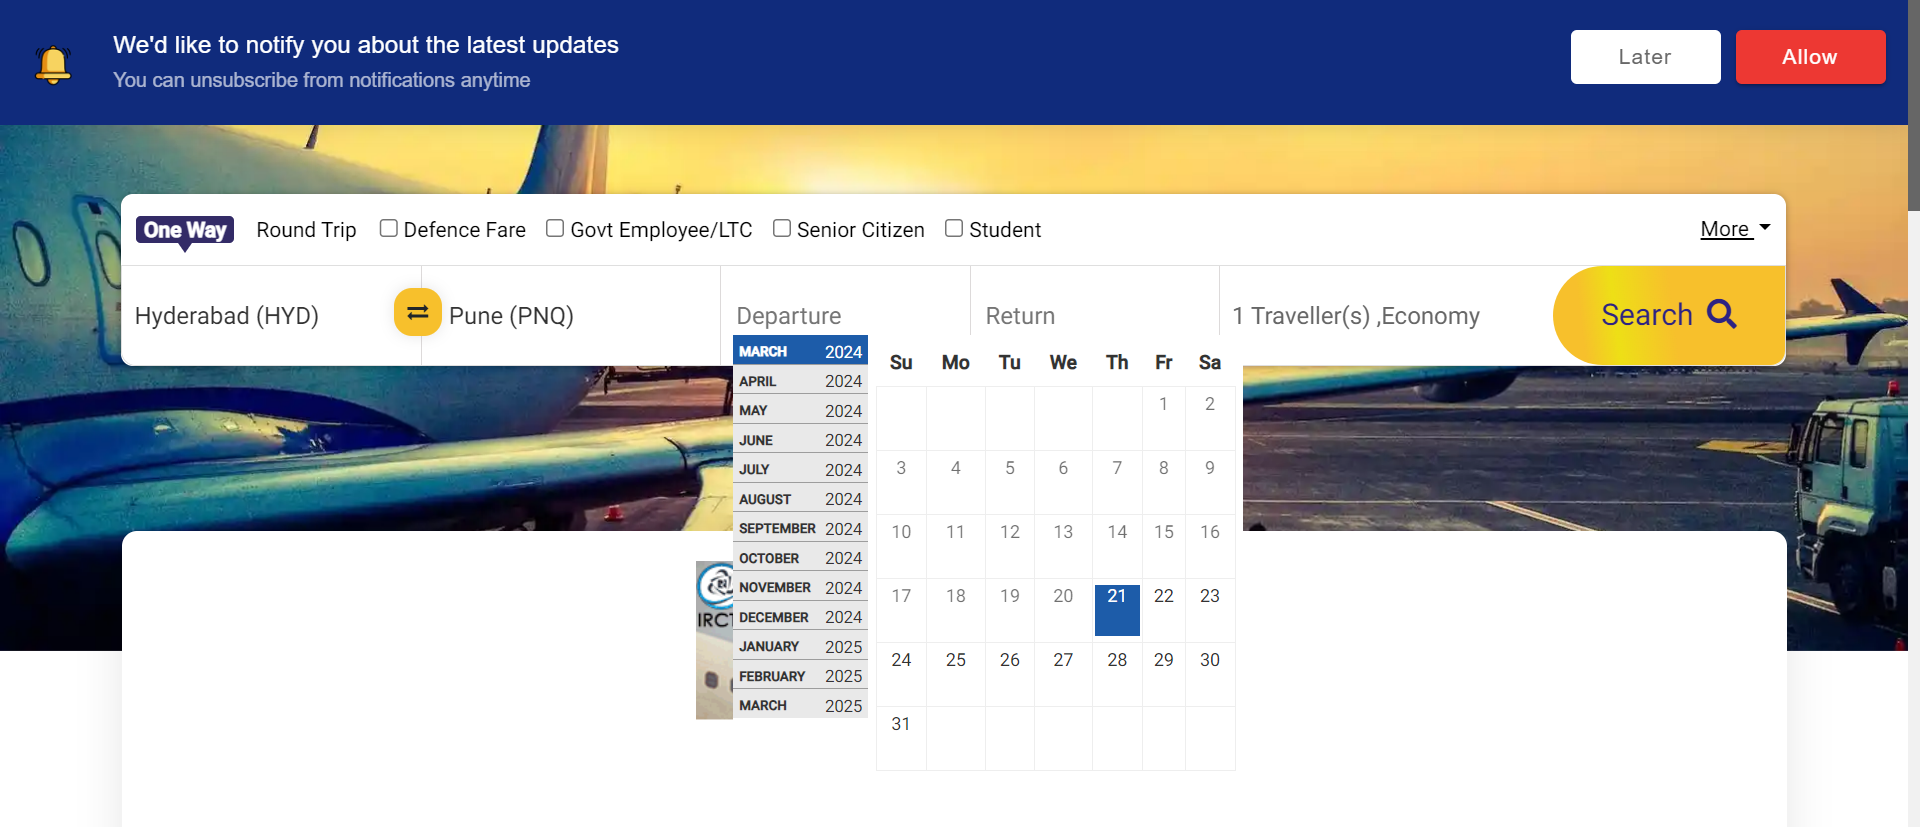 We'd like to notify you about the latest updates
You can unsubscribe from notifications anytime
Later
Allow
One Way Round Trip Defence Fare Govt Employee/LTC Senior Citizen Student More
Hyderabad (HYD) Pune (PNQ) Departure Return 1 Traveller(s) ,Economy Search
MARCH 2024
APRIL 2024
MAY 2024
JUNE 2024
JULY 2024
AUGUST 2024
SEPTEMBER 2024
OCTOBER 2024
NOVEMBER 2024
DECEMBER 2024
JANUARY 2025
FEBRUARY 2025
MARCH 2025
Su Mo Tu We Th Fr Sa
1 2
3 4 5 6 7 8 9
10 11 12 13 14 15 16
17 18 19 20 21 22 23
24 25 26 27 28 29 30
31